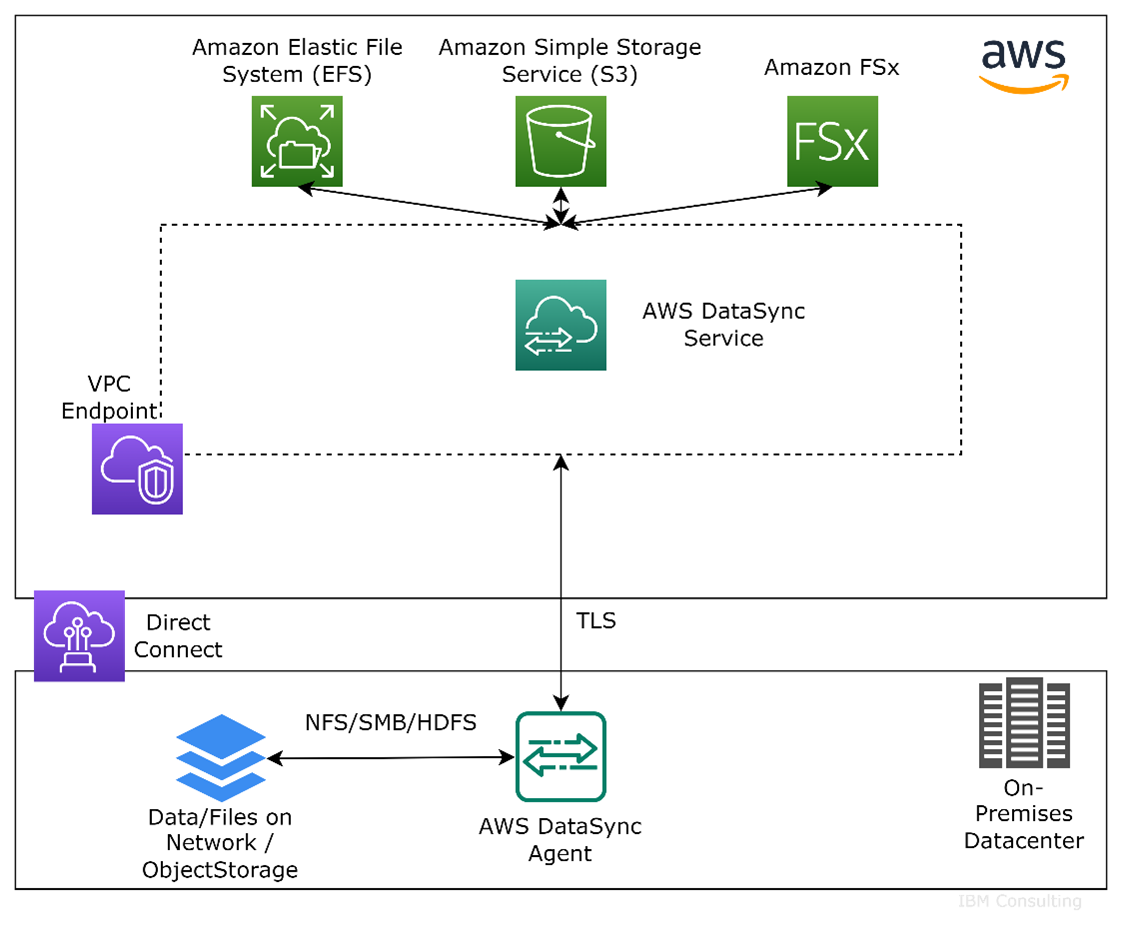 Amazon Elastic File
System (EFS)
Amazon Simple Storage
Service (S3)
Amazon FSx
aws
FSx
AWS DataSync
Service
VPC
Endpoint
Direct
Connect
TLS
NFS/SMB/HDFS
Data/Files on
Network /
ObjectStorage
AWS DataSync
Agent
On-
Premises
Datacenter
IBM Consulting